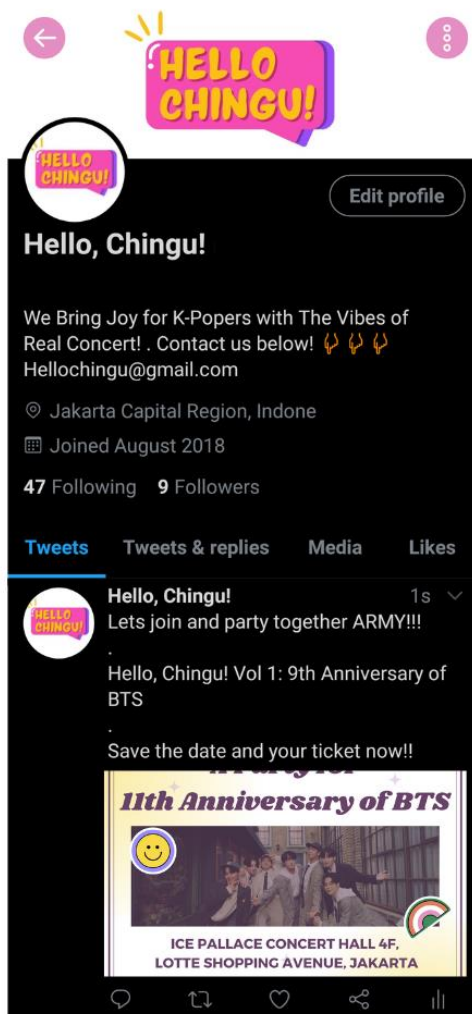 HELLO
CHINGU!
HELLO
CHINGU!
Edit profile
Hello, Chingu!
We Bring Joy for K-Popers with The Vibes of
Real Concert! . Contact us below! 👇 👇 👇
Hellochingu@gmail.com
Jakarta Capital Region, Indone
Joined August 2018
47 Following 9 Followers
Tweets Tweets & replies Media Likes
Hello, Chingu! 1s
HELLO
CHINGU!
Lets join and party together ARMY!!!
.
Hello, Chingu! Vol 1: 9th Anniversary of
BTS
.
Save the date and your ticket now!!
A Party for
11th Anniversary of BTS
ICE PALLACE CONCERT HALL 4F,
LOTTE SHOPPING AVENUE, JAKARTA